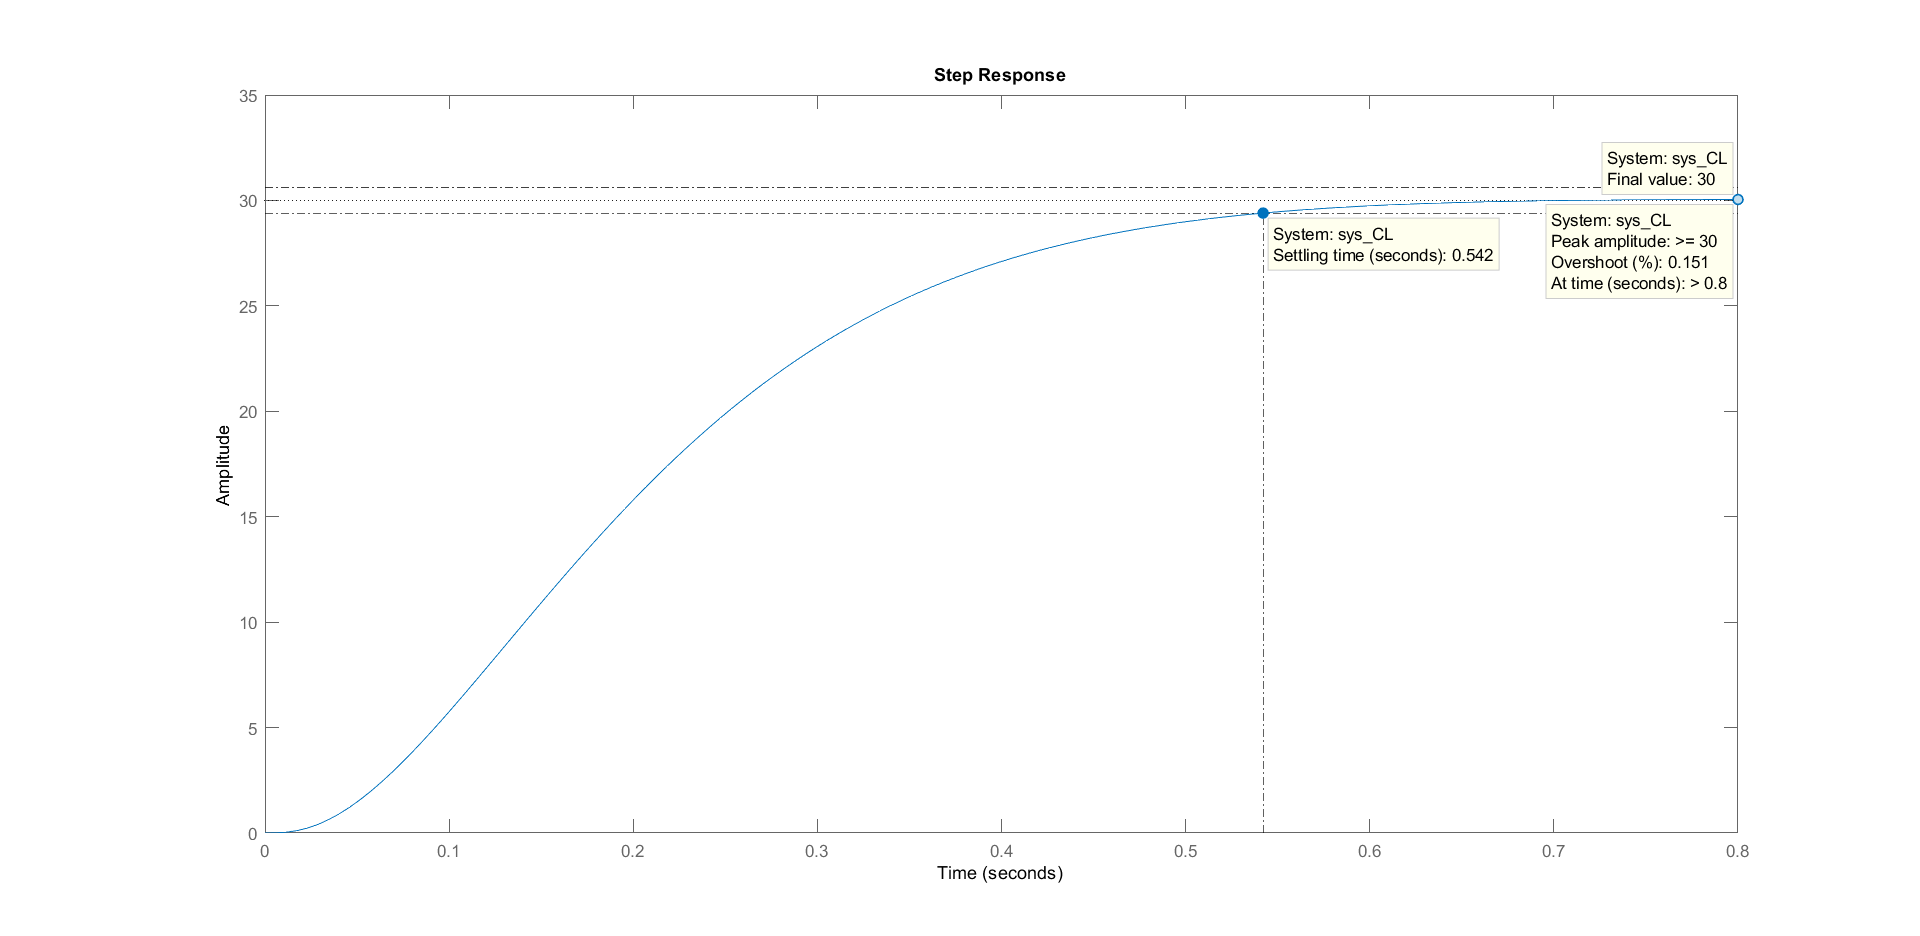 Step Response
35
30
25
20
15
10
5
0
Amplitude
System: sys_CL
Final value: 30
System: sys_CL
Peak amplitude: >= 30
Overshoot (%): 0.151
At time (seconds): > 0.8
System: sys_CL
Settling time (seconds): 0.542
0 0.1 0.2 0.3 0.4 0.5 0.6 0.7 0.8
Time (seconds)